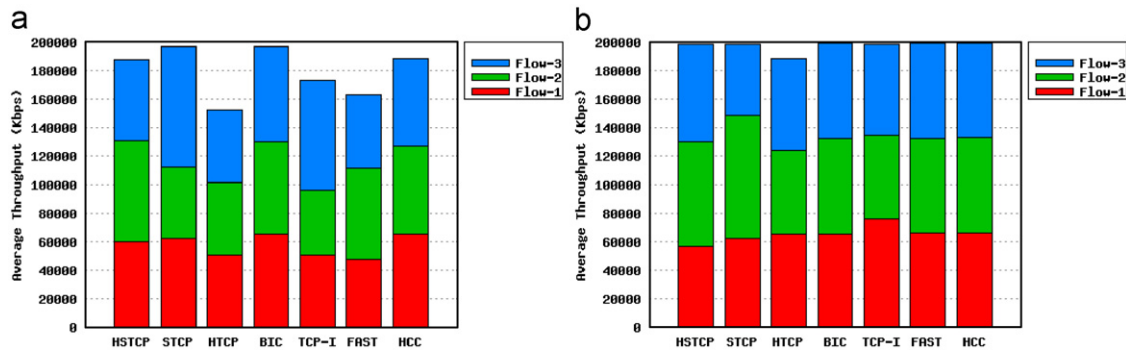 a
200000
180000
160000
140000
120000
100000
80000
60000
40000
20000
0
Average Throughput (Kbps)
HSTCP STCP HTCP BIC TCP-I FAST HCC
Flow-3
Flow-2
Flow-1
b
200000
180000
160000
140000
120000
100000
80000
60000
40000
20000
0
Average Throughput (Kbps)
HSTCP STCP HTCP BIC TCP-I FAST HCC
Flow-3
Flow-2
Flow-1